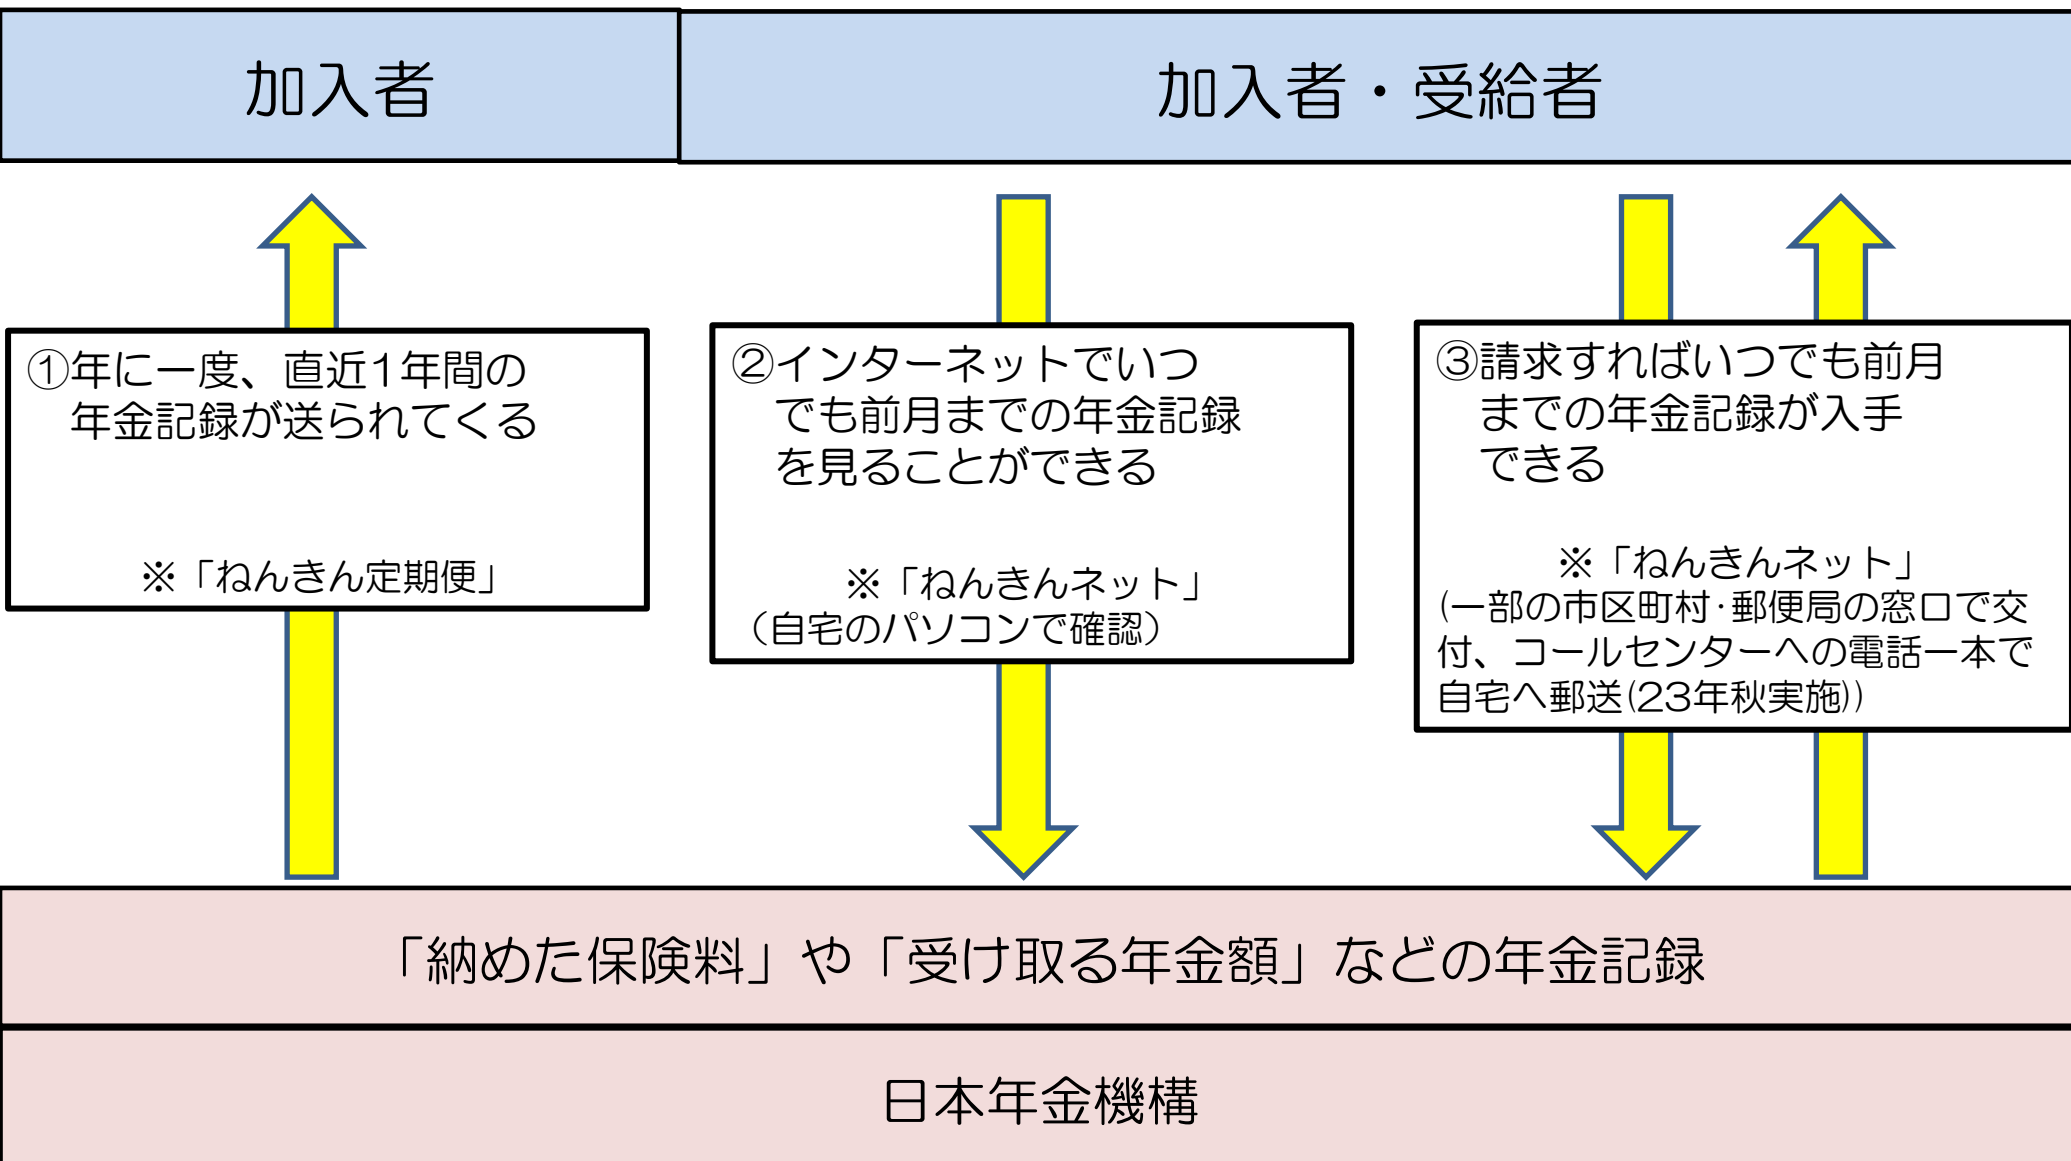 加入者
加入者・受給者
①年に一度、直近1年間の
年金記録が送られてくる
※「ねんきん定期便」
②インターネットでいつ
でも前月までの年金記録
を見ることができる
※「ねんきんネット」
（自宅のパソコンで確認）
③請求すればいつでも前月
までの年金記録が入手
できる
※「ねんきんネット」
(一部の市区町村・郵便局の窓口で交
付、コールセンターへの電話一本で
自宅へ郵送(23年秋実施))
「納めた保険料」や「受け取る年金額」などの年金記録
日本年金機構